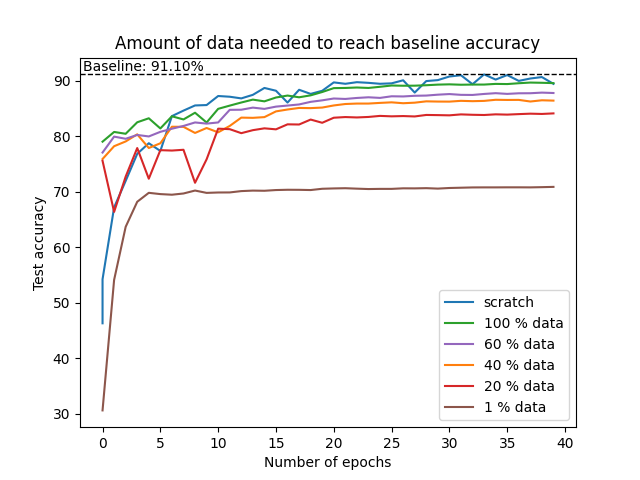 Amount of data needed to reach baseline accuracy
Baseline: 91.10%
90
80
70
60
50
40
30
Test accuracy
scratch
100 % data
60 % data
40 % data
20 % data
1 % data
0 5 10 15 20 25 30 35 40
Number of epochs